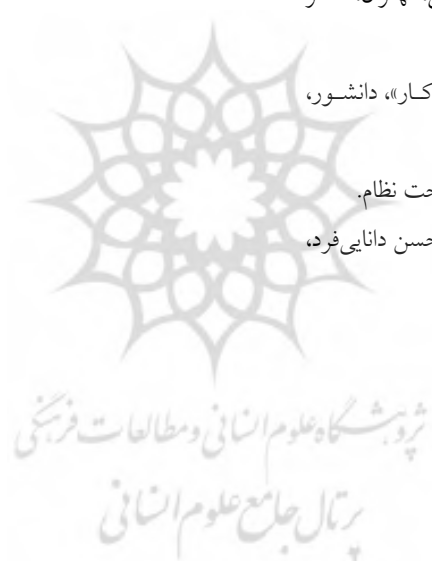 کـار»، دانشـور،
حت نظام.
حسن دانایی‌فرد،
پژوهشگاه علوم انسانی و مطالعات فرهنگی
پرتال جامع علوم انسانی